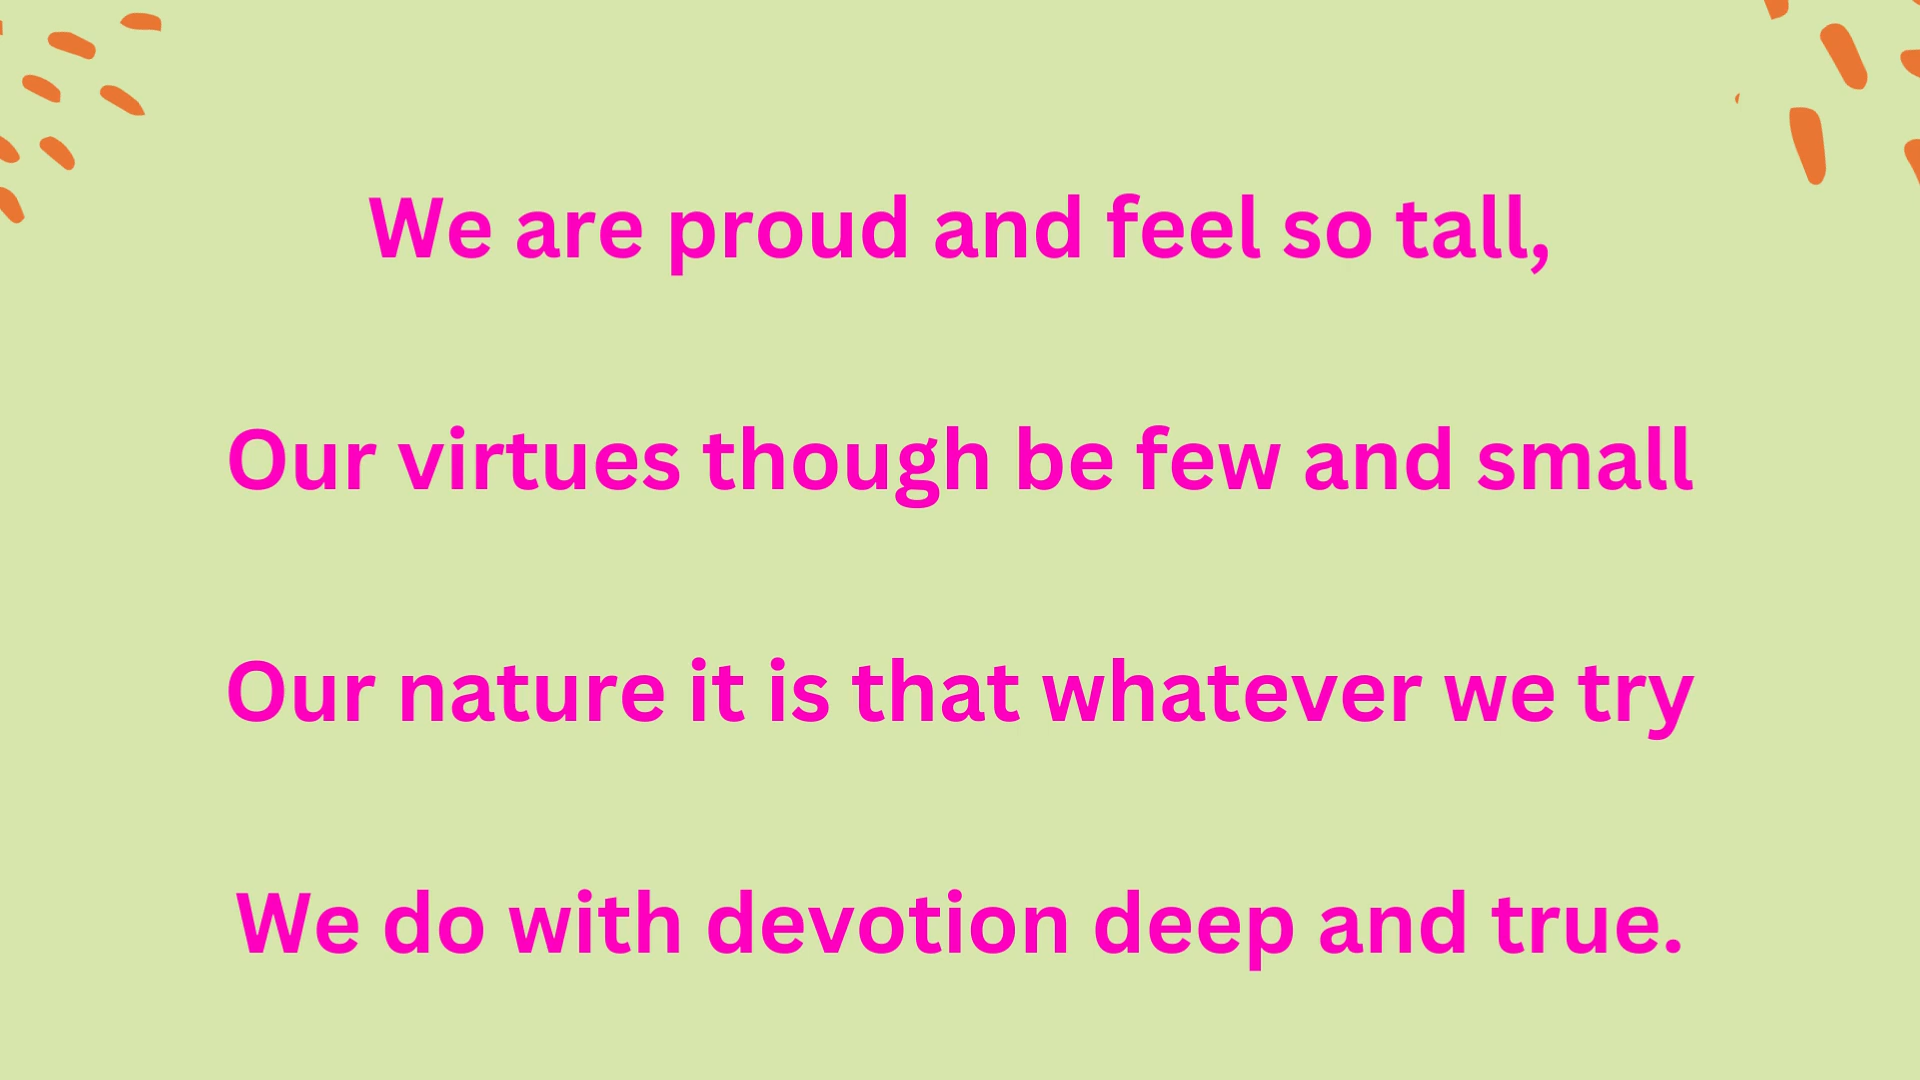 We are proud and feel so tall,
Our virtues though be few and small
Our nature it is that whatever we try
We do with devotion deep and true.